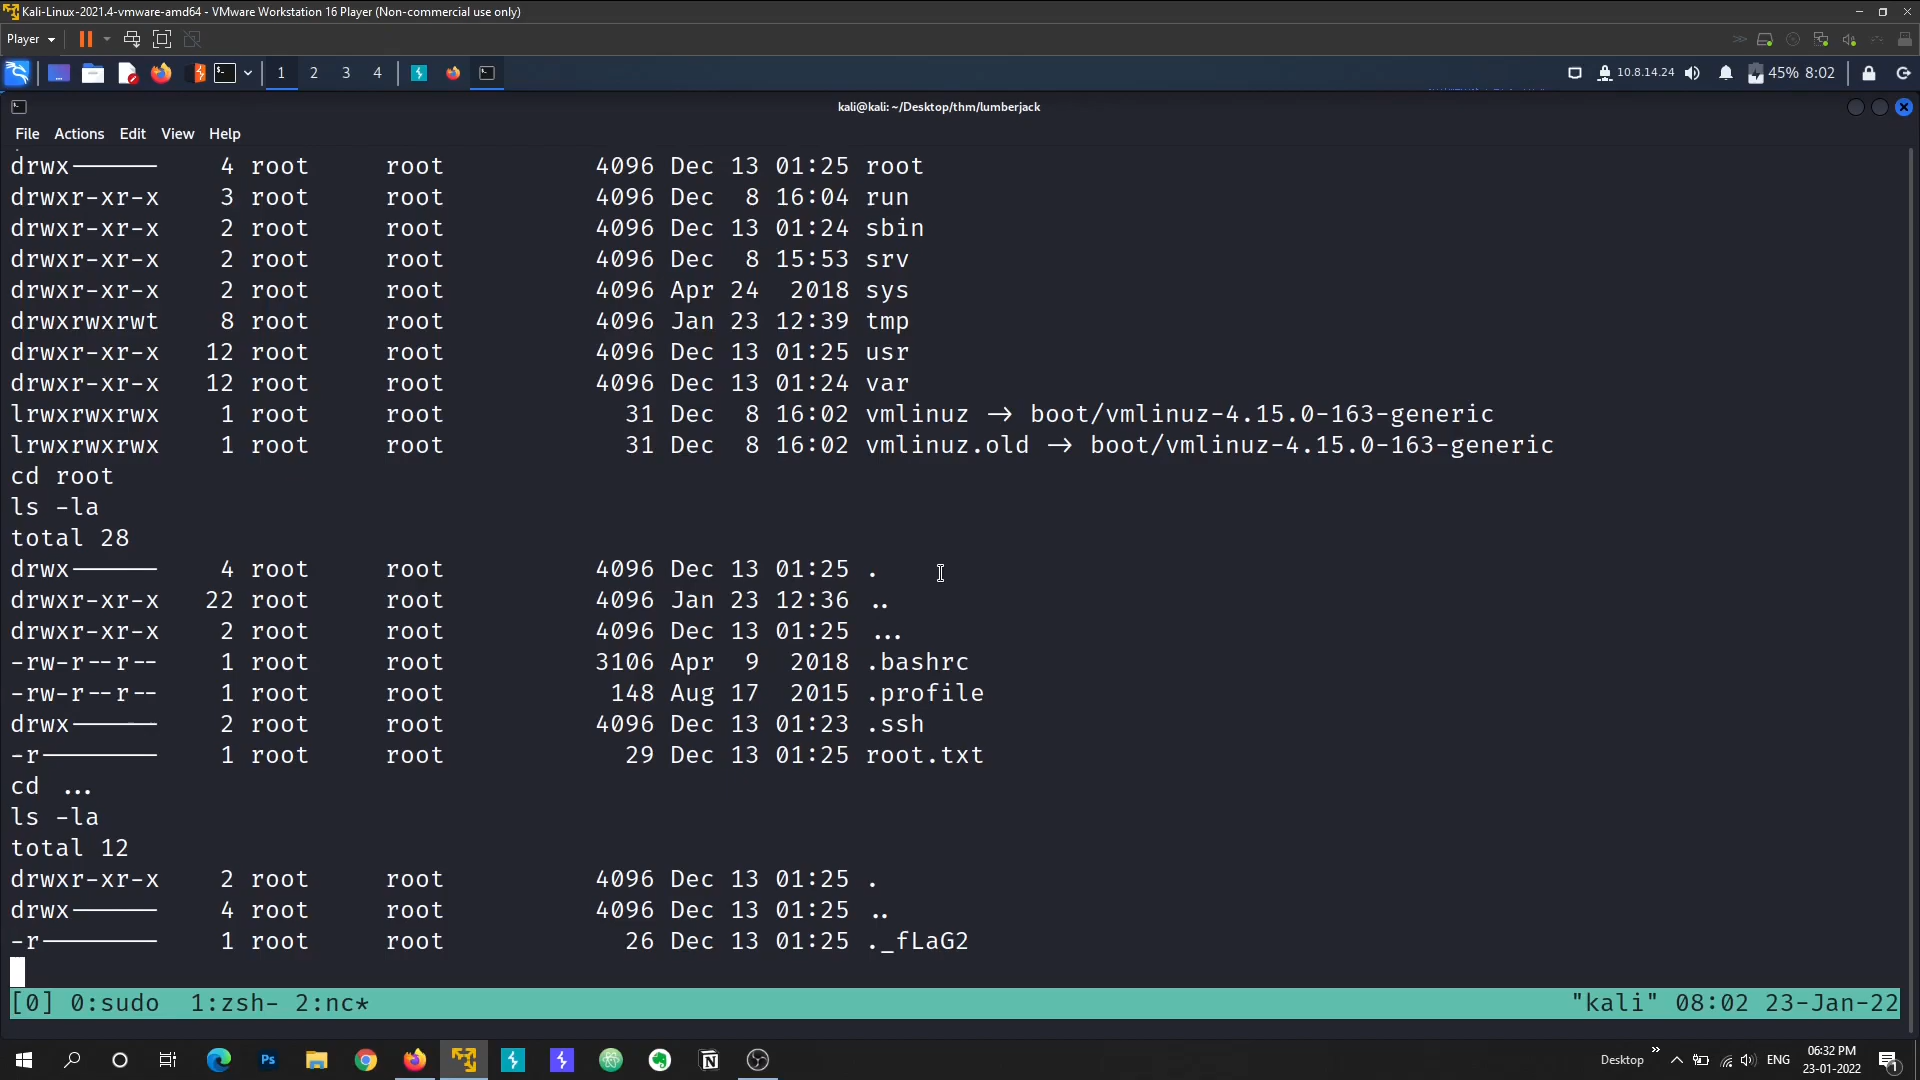 Kali-Linux-2021.4-vmware-amd64 - VMware Workstation 16 Player (Non-commercial use only)
Player
1 2 3 4
10.8.14.24 45% 8:02
kali@kali: ~/Desktop/thm/lumberjack
File Actions Edit View Help
drwx------ 4 root root 4096 Dec 13 01:25 root
drwxr-xr-x 3 root root 4096 Dec 8 16:04 run
drwxr-xr-x 2 root root 4096 Dec 13 01:24 sbin
drwxr-xr-x 2 root root 4096 Dec 8 15:53 srv
drwxr-xr-x 2 root root 4096 Apr 24 2018 sys
drwxrwxrwt 8 root root 4096 Jan 23 12:39 tmp
drwxr-xr-x 12 root root 4096 Dec 13 01:25 usr
drwxr-xr-x 12 root root 4096 Dec 13 01:24 var
lrwxrwxrwx 1 root root 31 Dec 8 16:02 vmlinuz -> boot/vmlinuz-4.15.0-163-generic
lrwxrwxrwx 1 root root 31 Dec 8 16:02 vmlinuz.old -> boot/vmlinuz-4.15.0-163-generic
cd root
ls -la
total 28
drwx------ 4 root root 4096 Dec 13 01:25 .
drwxr-xr-x 22 root root 4096 Jan 23 12:36 ..
drwxr-xr-x 2 root root 4096 Dec 13 01:25 ...
-rw-r--r-- 1 root root 3106 Apr 9 2018 .bashrc
-rw-r--r-- 1 root root 148 Aug 17 2015 .profile
drwx------ 2 root root 4096 Dec 13 01:23 .ssh
-r-------- 1 root root 29 Dec 13 01:25 root.txt
cd ...
ls -la
total 12
drwxr-xr-x 2 root root 4096 Dec 13 01:25 .
drwx------ 4 root root 4096 Dec 13 01:25 ..
-r-------- 1 root root 26 Dec 13 01:25 ._fLaG2
[0] 0:sudo 1:zsh- 2:nc* "kali" 08:02 23-Jan-22
Ps
N
Desktop ENG 06:32 PM
23-01-2022
1